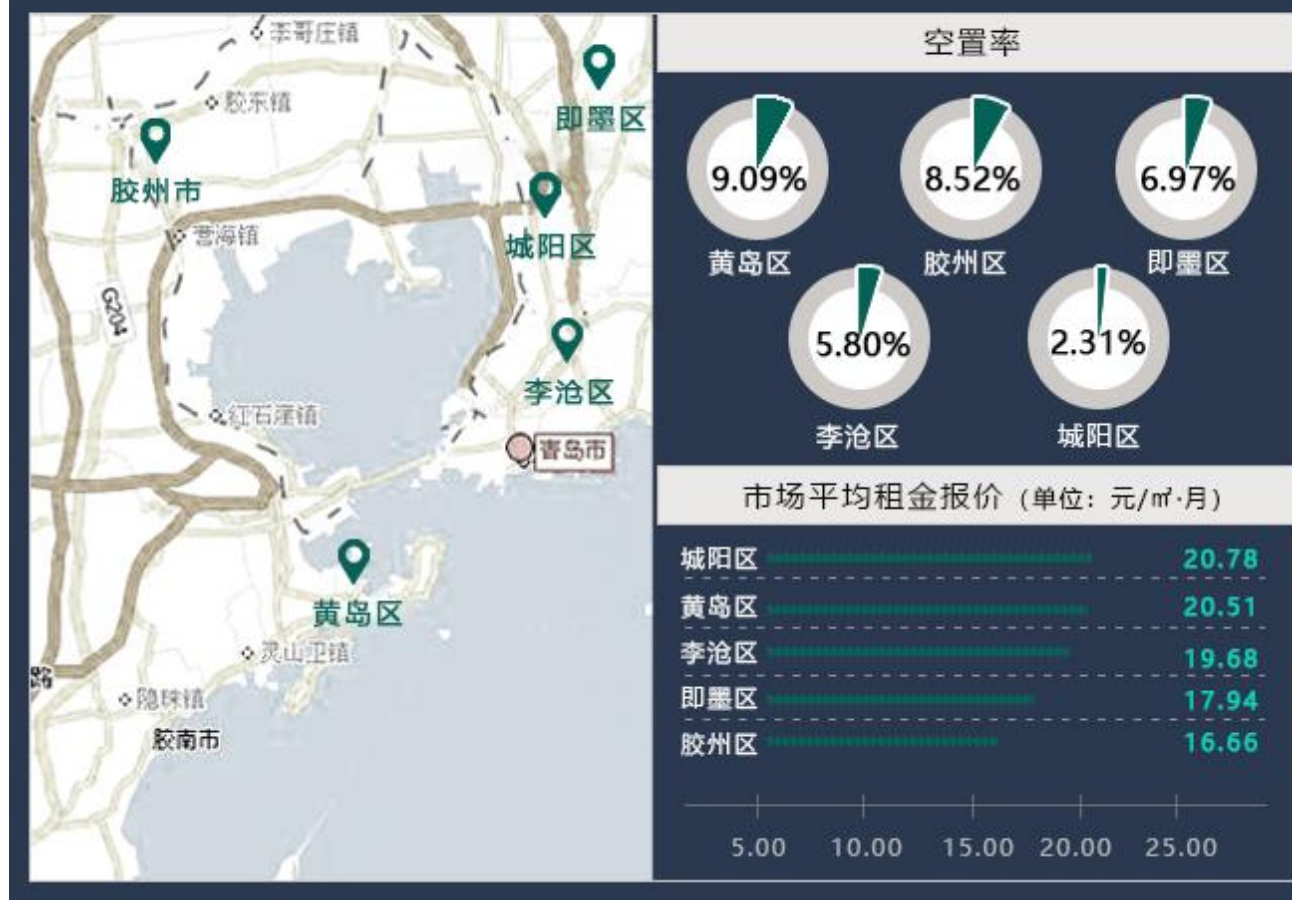 李哥庄镇
胶东镇
即墨区
胶州市
营海镇
城阳区
G204
李沧区
红石崖镇
青岛市
黄岛区
灵山卫镇
路
隐珠镇
胶南市
空置率
9.09% 8.52% 6.97%
黄岛区 胶州区 即墨区
5.80% 2.31%
李沧区 城阳区
市场平均租金报价（单位：元/㎡·月）
城阳区 20.78
黄岛区 20.51
李沧区 19.68
即墨区 17.94
胶州区 16.66
5.00 10.00 15.00 20.00 25.00